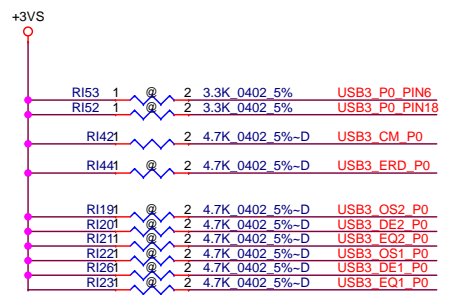 +3VS
RI53 1 @ 2 3.3K_0402_5% USB3_P0_PIN6
RI52 1 @ 2 3.3K_0402_5% USB3_P0_PIN18
RI42 1 2 4.7K_0402_5%~D USB3_CM_P0
RI44 1 @ 2 4.7K_0402_5%~D USB3_ERD_P0
RI19 1 @ 2 4.7K_0402_5%~D USB3_OS2_P0
RI20 1 @ 2 4.7K_0402_5%~D USB3_DE2_P0
RI21 1 @ 2 4.7K_0402_5%~D USB3_EQ2_P0
RI22 1 @ 2 4.7K_0402_5%~D USB3_OS1_P0
RI26 1 @ 2 4.7K_0402_5%~D USB3_DE1_P0
RI23 1 @ 2 4.7K_0402_5%~D USB3_EQ1_P0